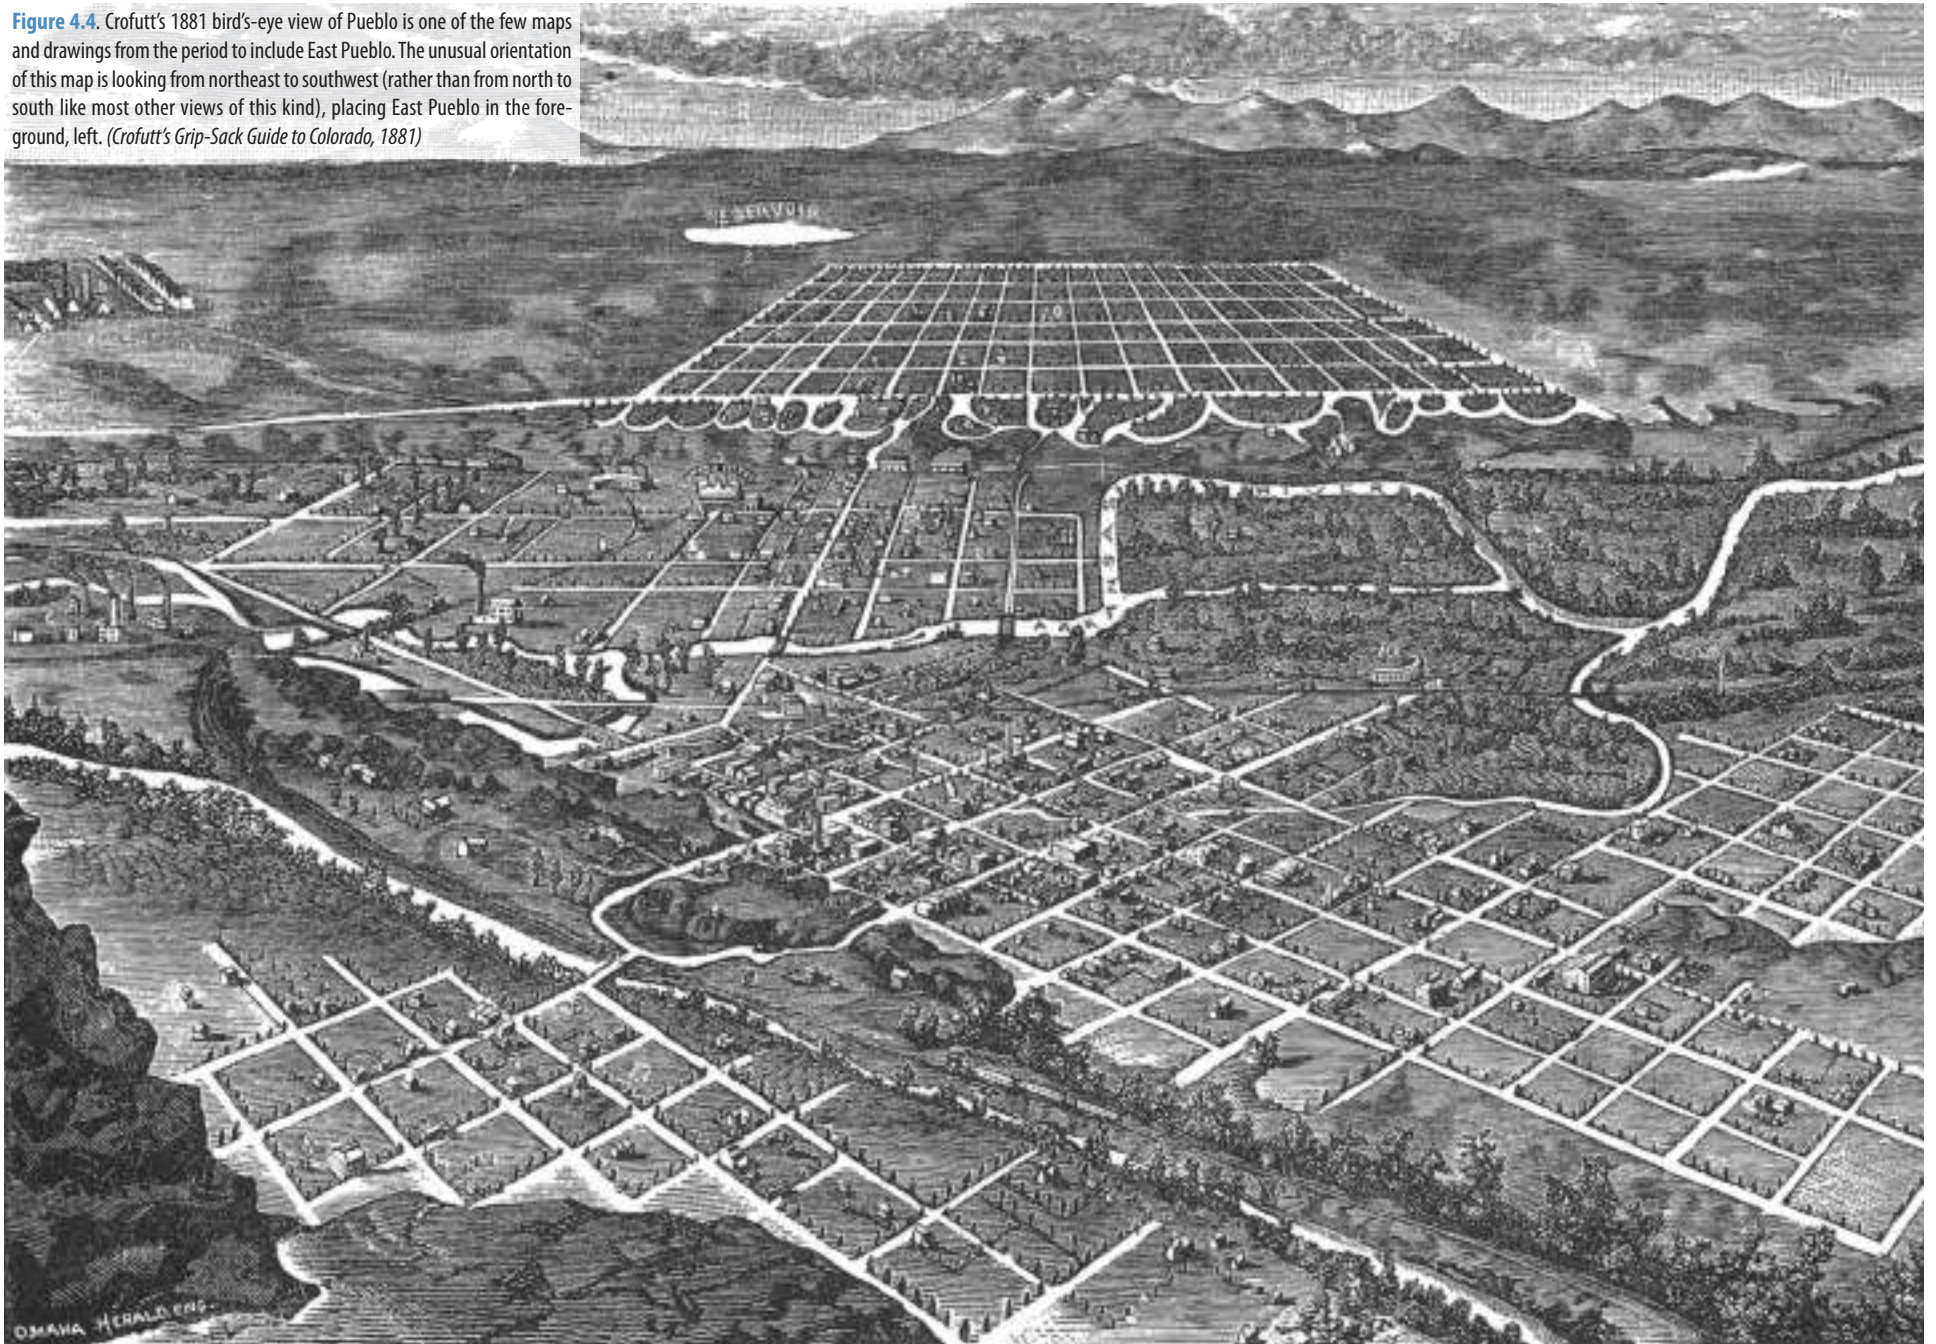 Figure 4.4. Crofutt's 1881 bird's-eye view of Pueblo is one of the few maps
and drawings from the period to include East Pueblo. The unusual orientation
of this map is looking from northeast to southwest (rather than from north to
south like most other views of this kind), placing East Pueblo in the fore-
ground, left. (Crofutt's Grip-Sack Guide to Colorado, 1881)
RESERVOIR
RIVER
ARKANSAS
OMAHA HERALD ENG.